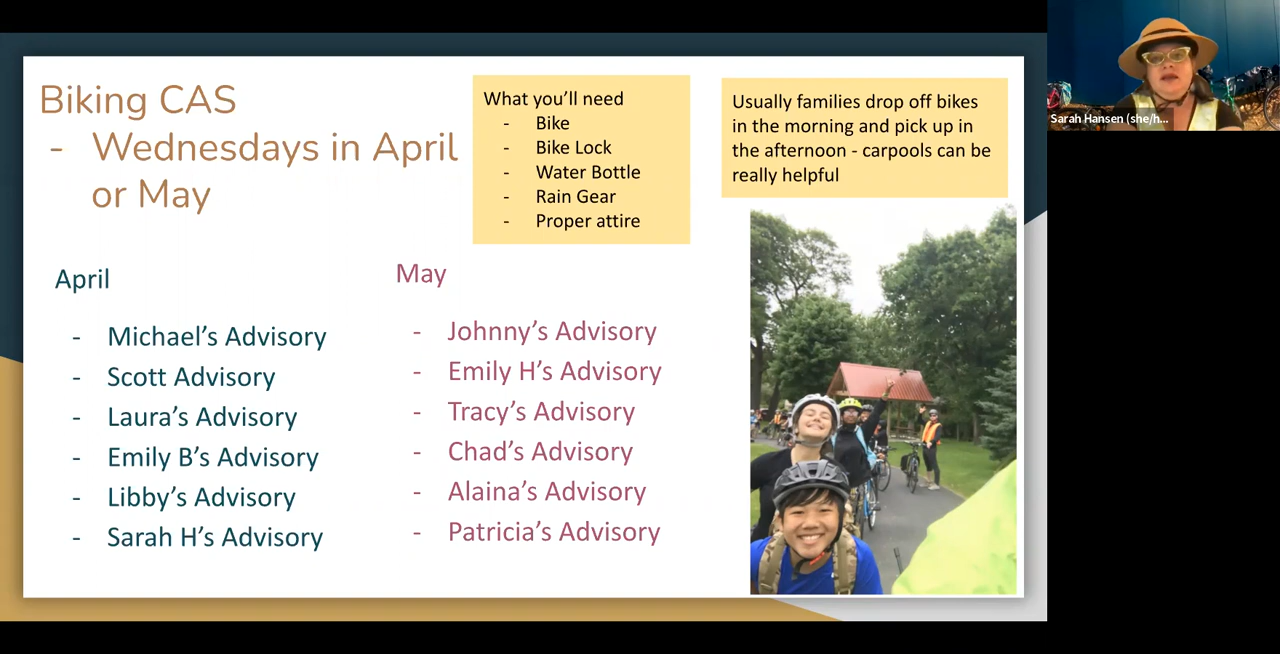 Biking CAS
- Wednesdays in April
or May
What you'll need
- Bike
- Bike Lock
- Water Bottle
- Rain Gear
- Proper attire
Usually families drop off bikes
in the morning and pick up in
the afternoon - carpools can be
really helpful
April
- Michael's Advisory
- Scott Advisory
- Laura's Advisory
- Emily B's Advisory
- Libby's Advisory
- Sarah H's Advisory
May
- Johnny's Advisory
- Emily H's Advisory
- Tracy's Advisory
- Chad's Advisory
- Alaina's Advisory
- Patricia's Advisory
Sarah Hansen (she/h...